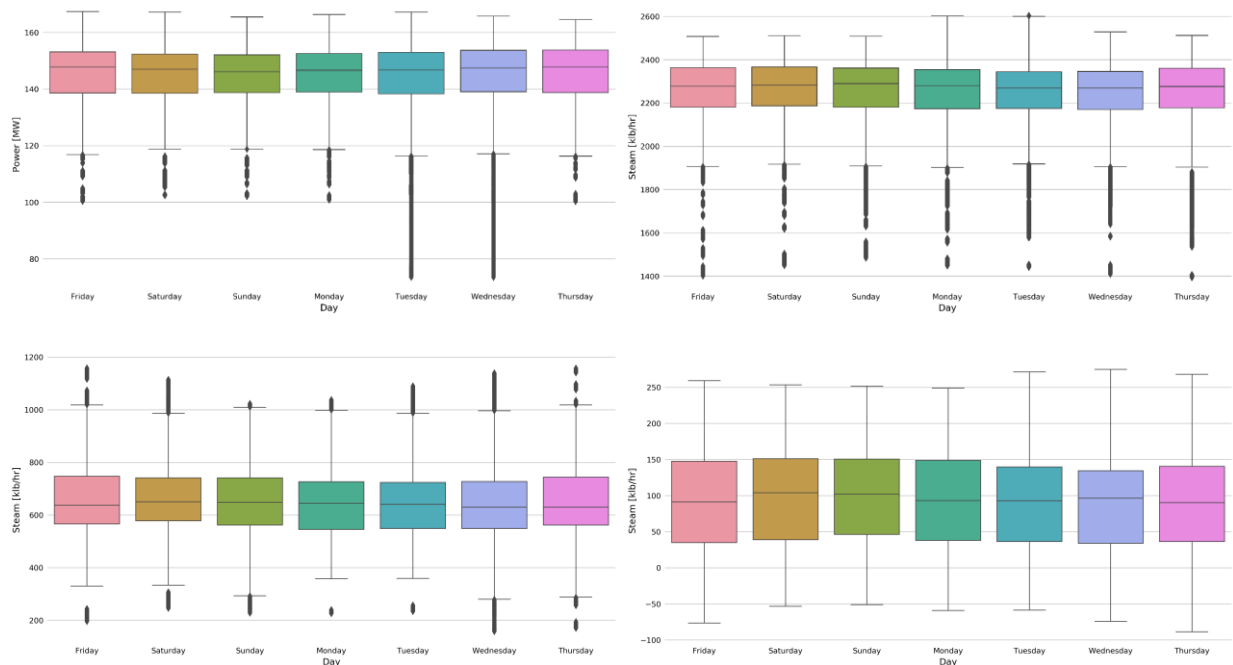 160
140
120
100
80
Power [MW]
Friday Saturday Sunday Monday Tuesday Wednesday Thursday
Day
2600
2400
2200
2000
1800
1600
1400
Steam [klb/hr]
Friday Saturday Sunday Monday Tuesday Wednesday Thursday
Day
1200
1000
800
600
400
200
Steam [klb/hr]
Friday Saturday Sunday Monday Tuesday Wednesday Thursday
Day
250
200
150
100
50
0
−50
−100
Steam [klb/hr]
Friday Saturday Sunday Monday Tuesday Wednesday Thursday
Day